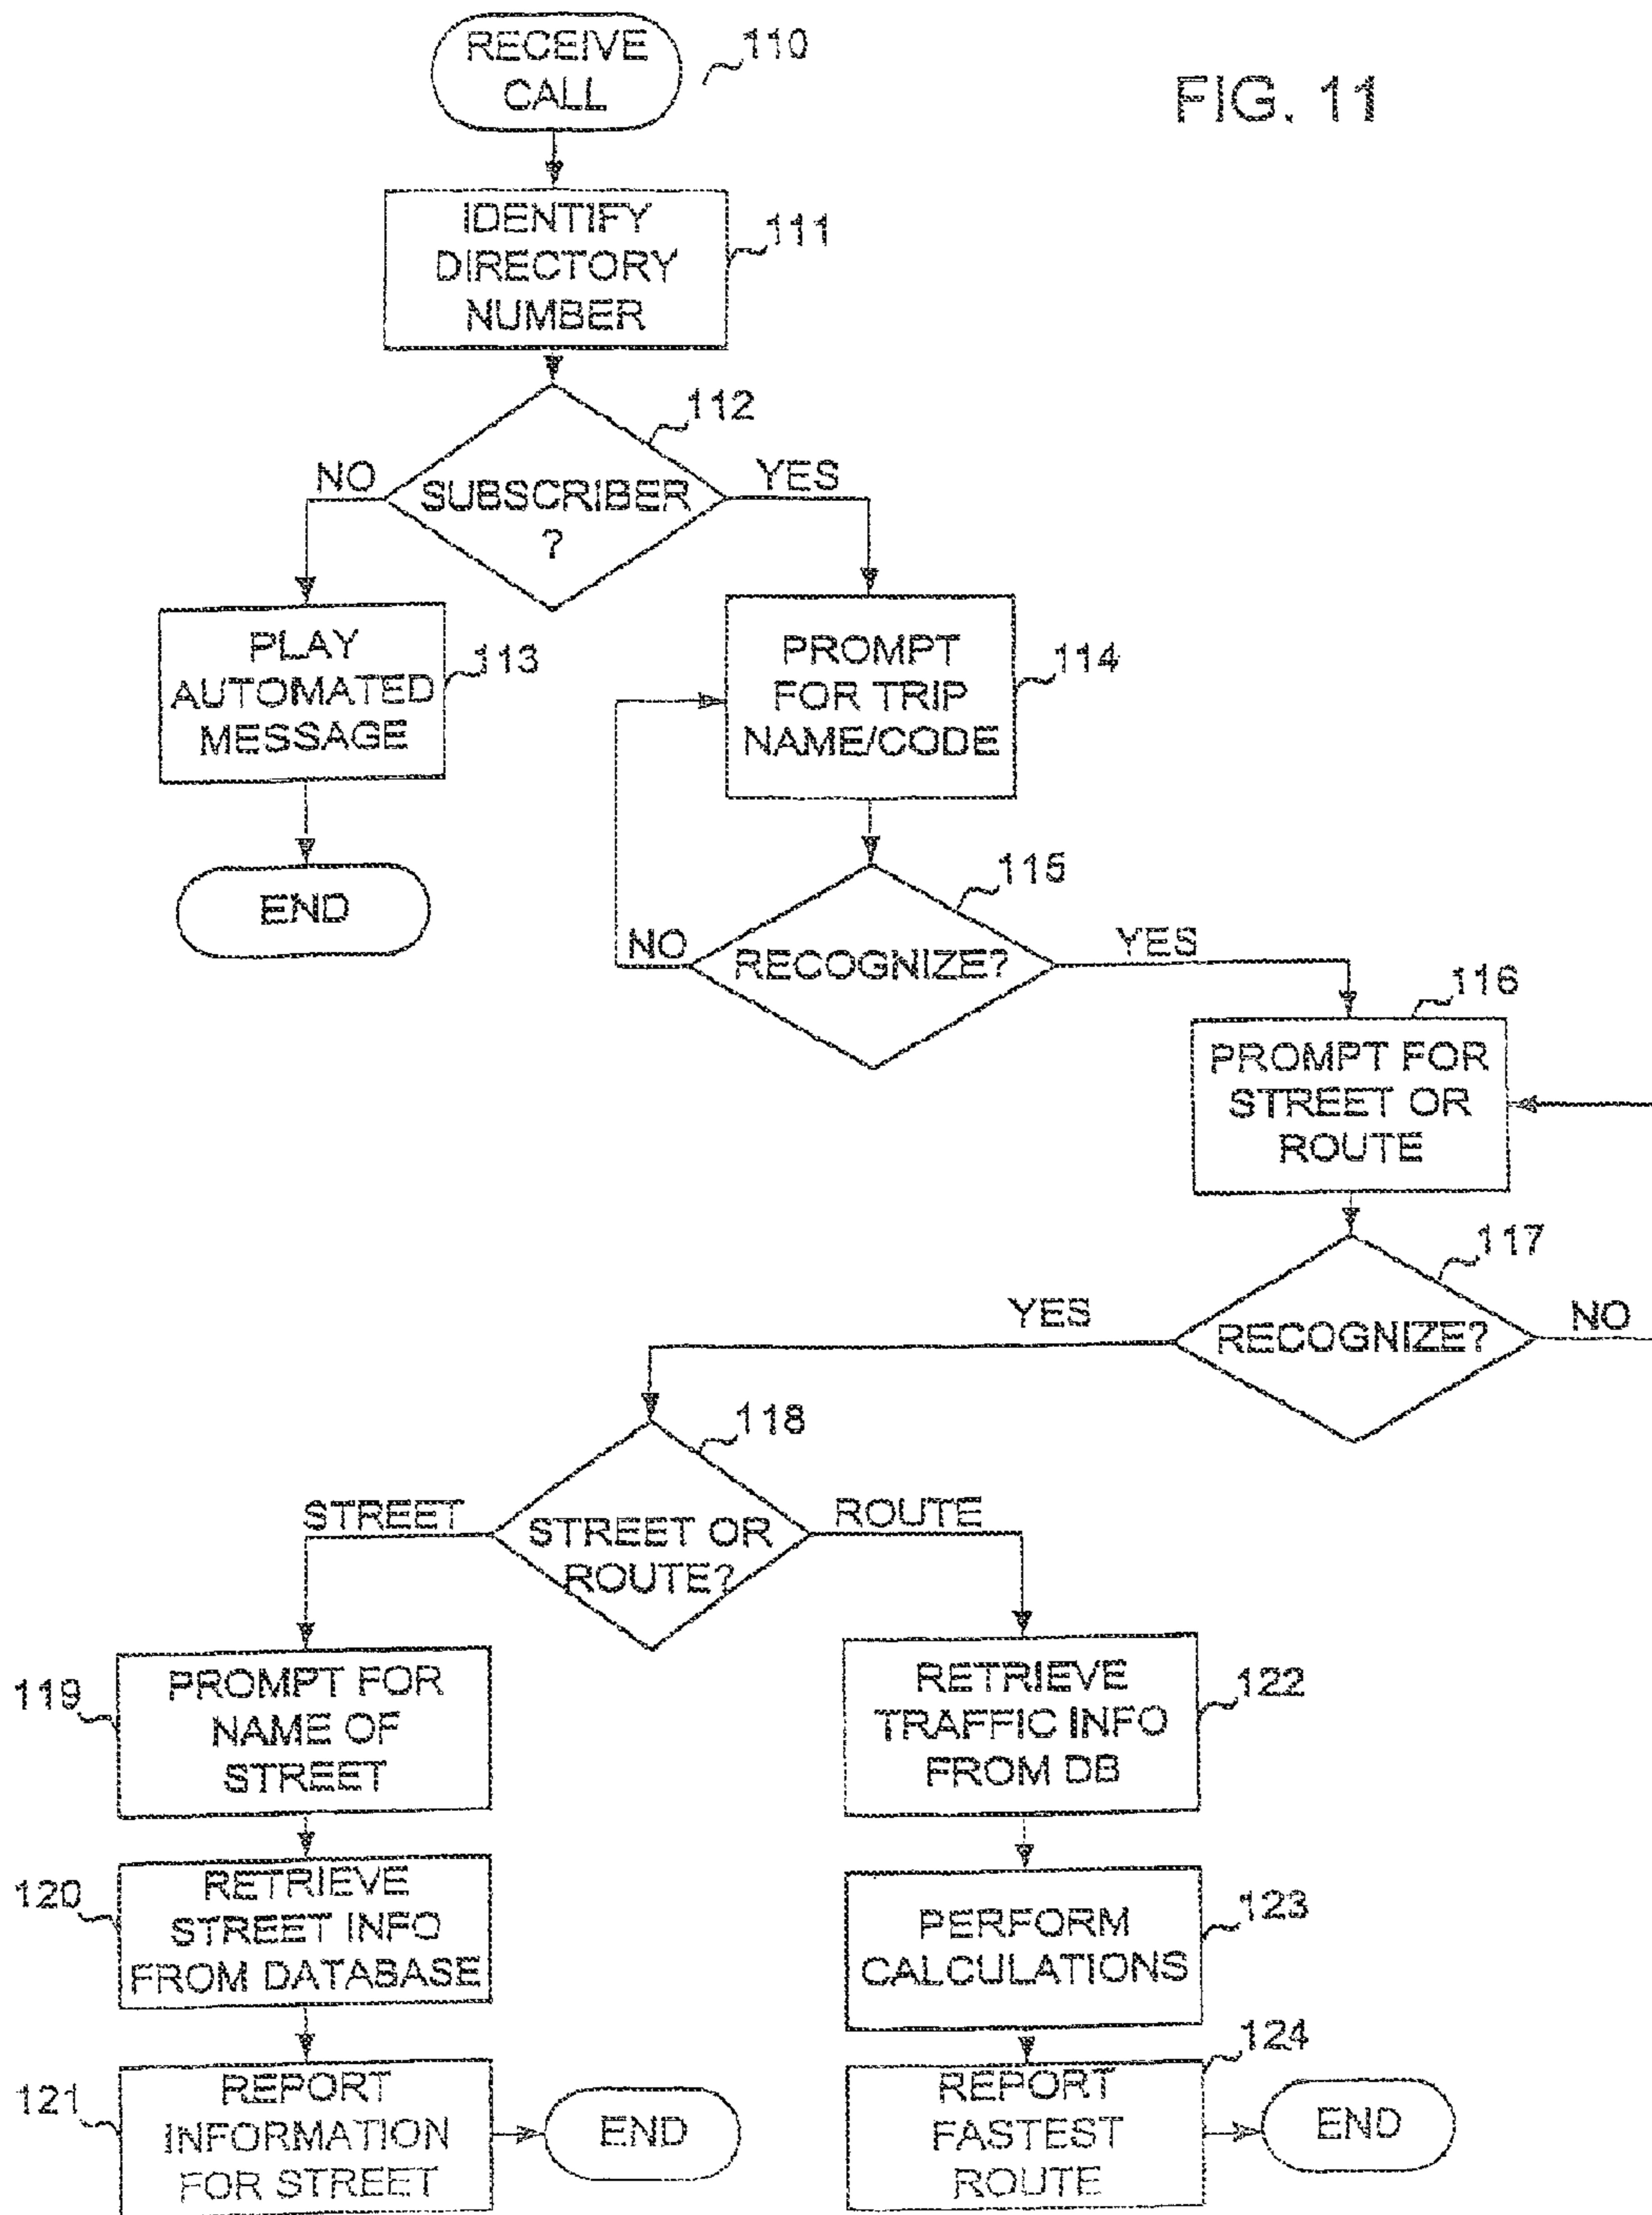 RECEIVE
CALL
110
FIG. 11
IDENTIFY
DIRECTORY
NUMBER
111
112
NO
YES
SUBSCRIBER
?
PLAY
AUTOMATED
MESSAGE
113
PROMPT
FOR TRIP
NAME/CODE
114
END
115
NO
RECOGNIZE?
YES
116
PROMPT FOR
STREET OR
ROUTE
117
YES
RECOGNIZE?
NO
118
STREET
STREET OR
ROUTE?
ROUTE
119
PROMPT FOR
NAME OF
STREET
RETRIEVE
TRAFFIC INFO
FROM DB
122
120
RETRIEVE
STREET INFO
FROM DATABASE
PERFORM
CALCULATIONS
123
121
REPORT
INFORMATION
FOR STREET
END
124
REPORT
FASTEST
ROUTE
END